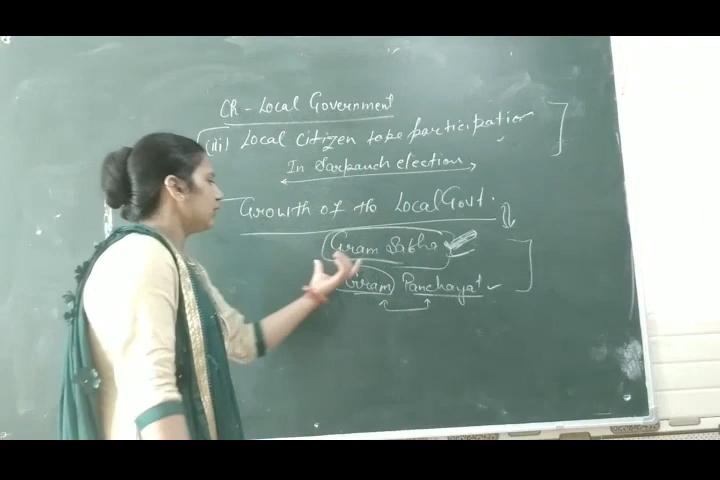 Ch - Local Government
(iii) Local Citizen take participation
In Sarpanch election
Growth of the Local Govt.
Gram Sabha
Gram Panchayat